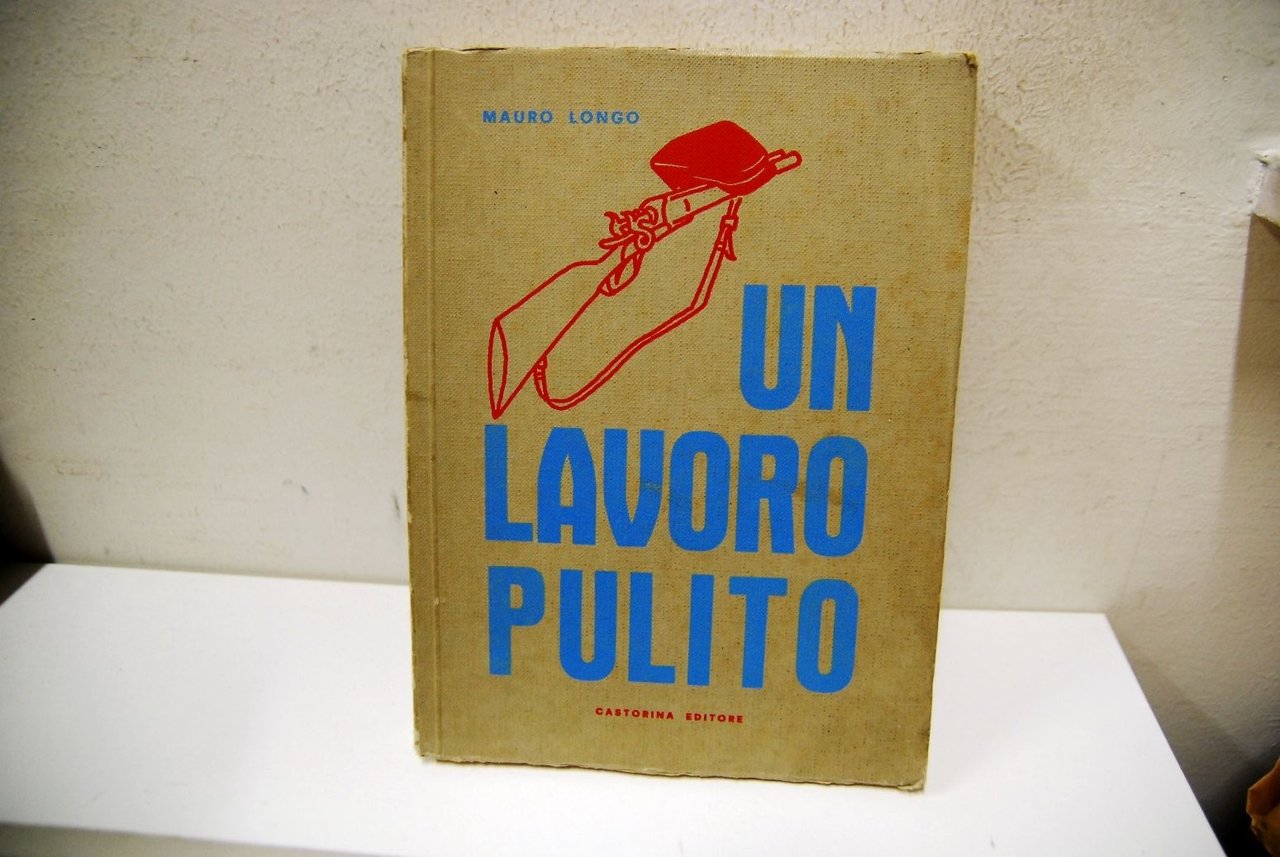 MAURO LONGO
UN
LAVORO
PULITO
CASTORINA EDITORE